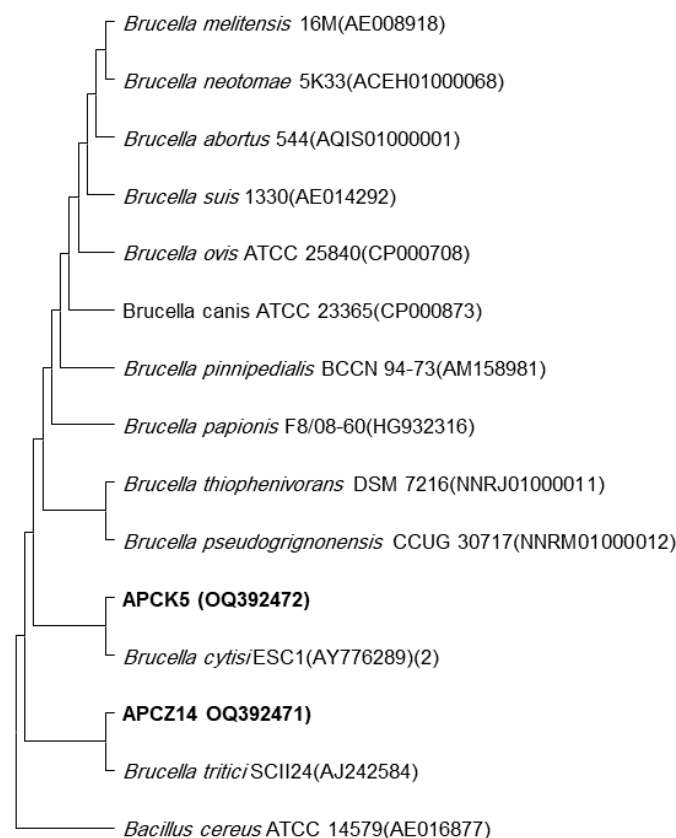 Brucella melitensis 16M(AE008918)
Brucella neotomae 5K33(ACEH01000068)
Brucella abortus 544(AQIS01000001)
Brucella suis 1330(AE014292)
Brucella ovis ATCC 25840(CP000708)
Brucella canis ATCC 23365(CP000873)
Brucella pinnipedialis BCCN 94-73(AM158981)
Brucella papionis F8/08-60(HG932316)
Brucella thiophenivorans DSM 7216(NNRJ01000011)
Brucella pseudogrignonensis CCUG 30717(NNRM01000012)
APCK5 (OQ392472)
Brucella cytisi ESC1(AY776289)(2)
APCZ14 OQ392471)
Brucella tritici SCII24(AJ242584)
Bacillus cereus ATCC 14579(AE016877)